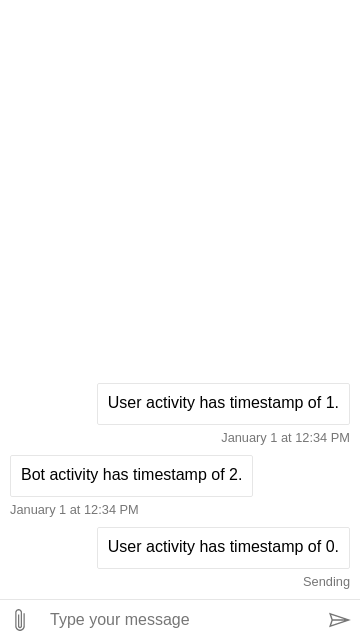 User activity has timestamp of 1.
January 1 at 12:34 PM
Bot activity has timestamp of 2.
January 1 at 12:34 PM
User activity has timestamp of 0.
Sending
Type your message